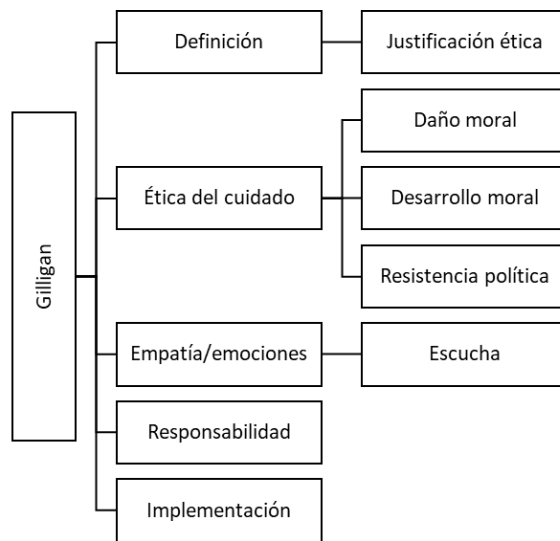 Gilligan
Definición
Justificación ética
Ética del cuidado
Daño moral
Desarrollo moral
Resistencia política
Empatía/emociones
Escucha
Responsabilidad
Implementación